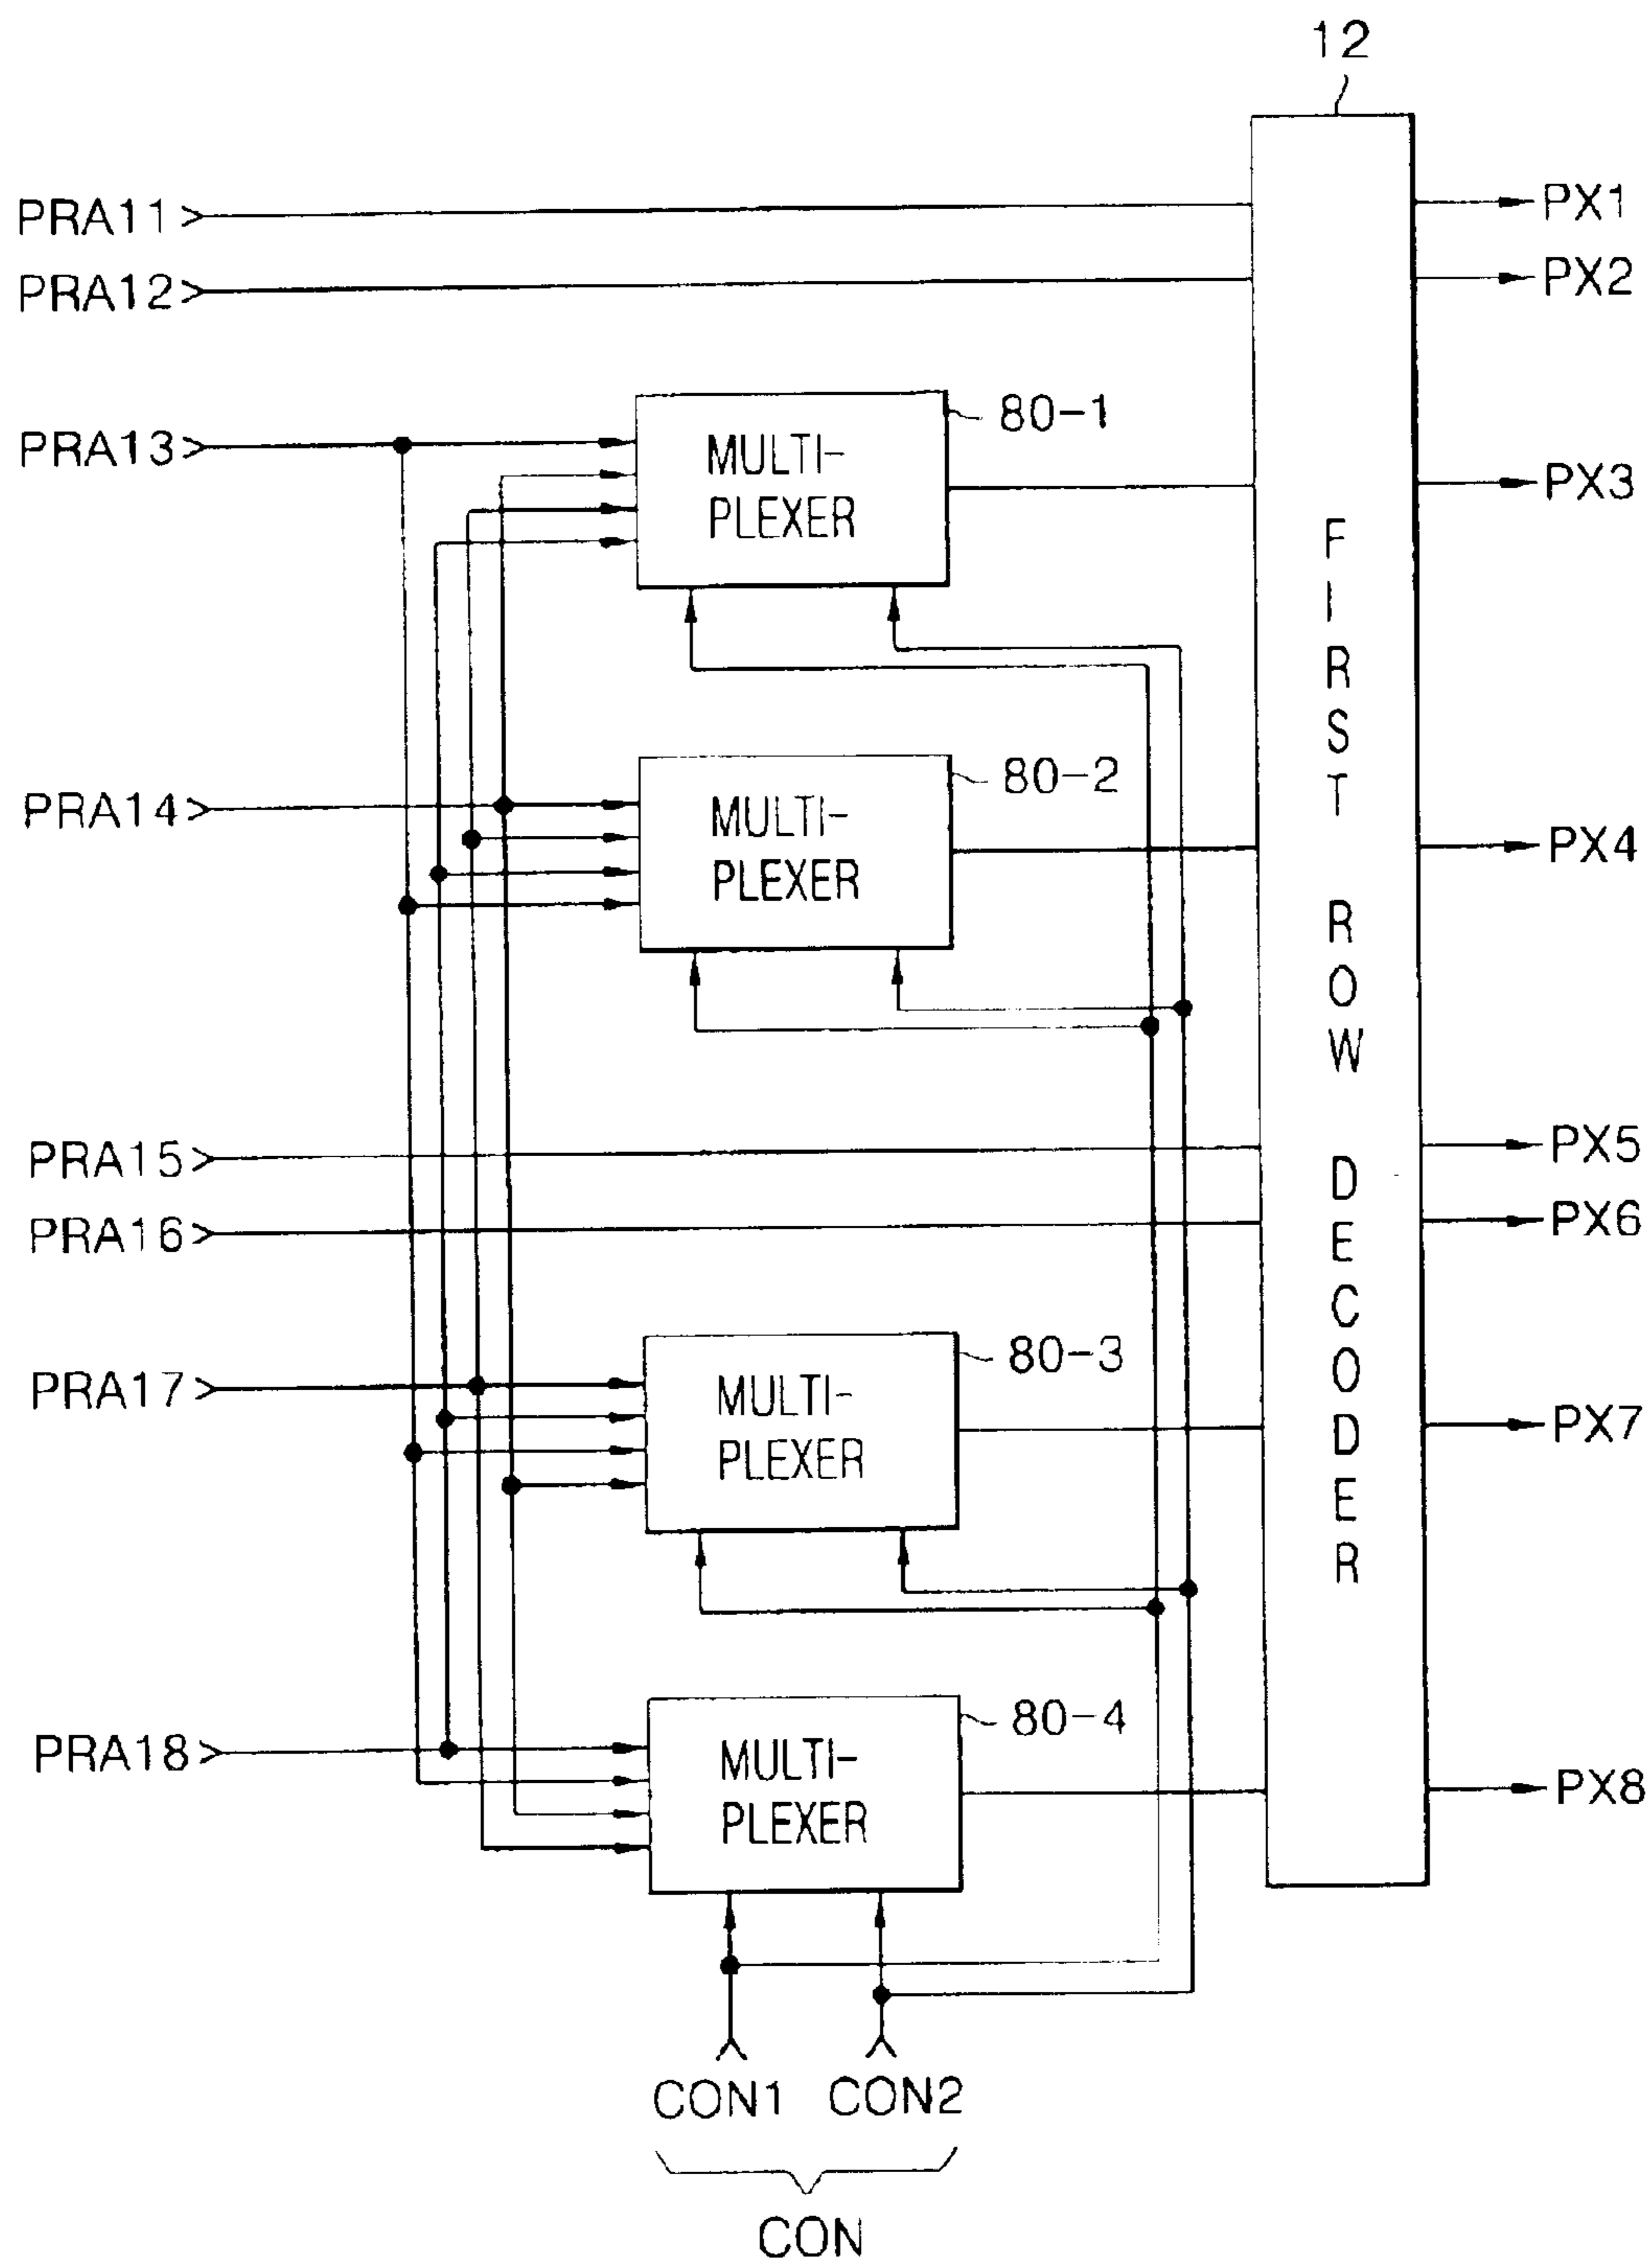 12
PRA11
PX1
PRA12
PX2
PRA13
MULTI-
PLEXER
80-1
PX3
PRA14
MULTI-
PLEXER
80-2
PX4
FIRST ROW DECODER
PRA15
PX5
PRA16
PX6
PRA17
MULTI-
PLEXER
80-3
PX7
PRA18
MULTI-
PLEXER
80-4
PX8
CON1 CON2
CON